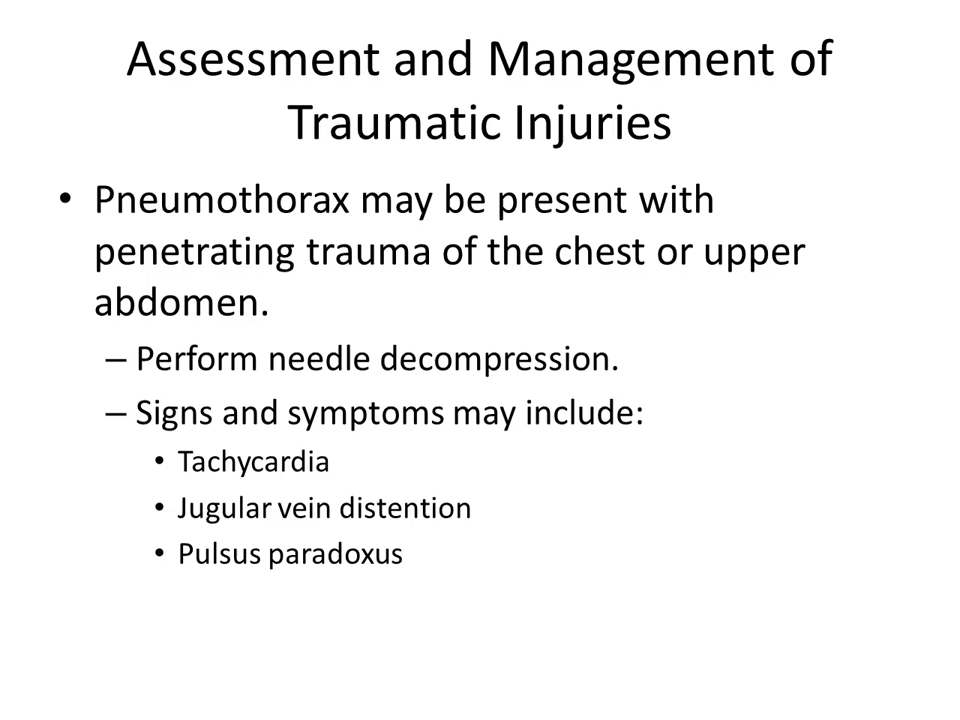 Assessment and Management of
Traumatic Injuries
• Pneumothorax may be present with
penetrating trauma of the chest or upper
abdomen.
– Perform needle decompression.
– Signs and symptoms may include:
• Tachycardia
• Jugular vein distention
• Pulsus paradoxus